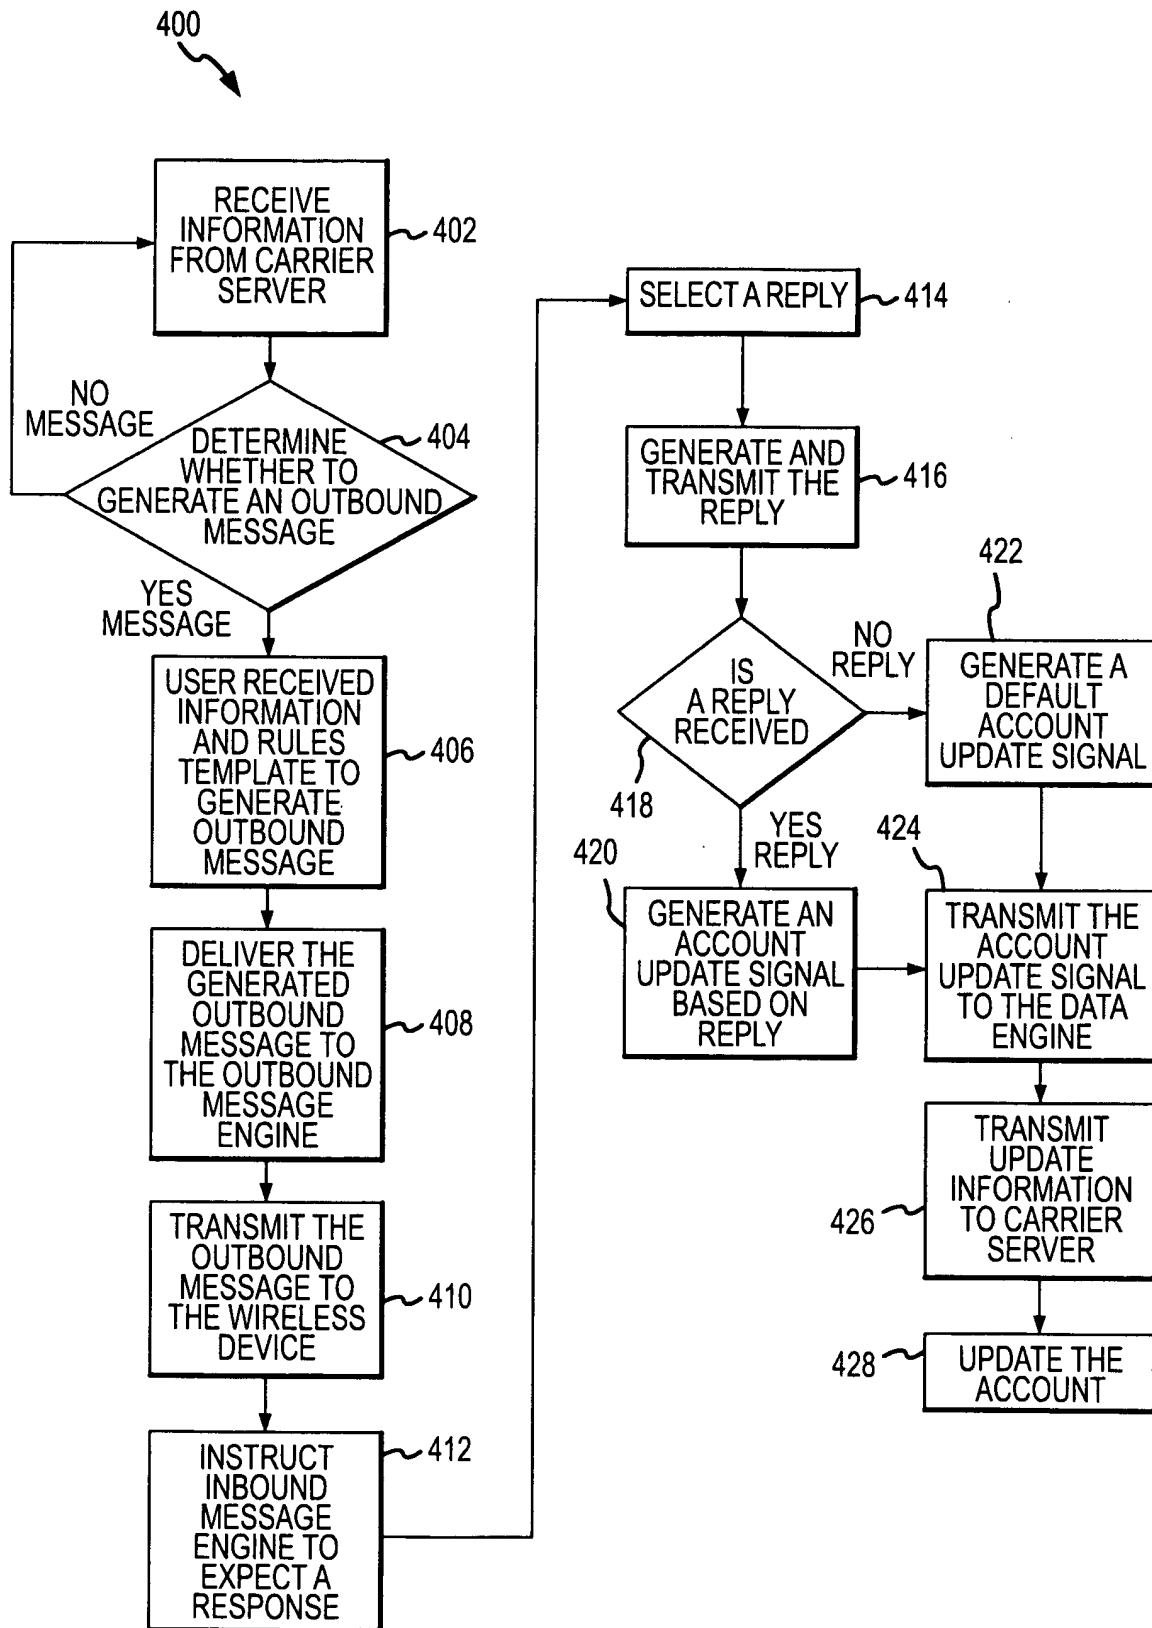 400
RECEIVE
INFORMATION
FROM CARRIER
SERVER
402
NO
MESSAGE
DETERMINE
WHETHER TO
GENERATE AN OUTBOUND
MESSAGE
404
YES
MESSAGE
USER RECEIVED
INFORMATION
AND RULES
TEMPLATE TO
GENERATE
OUTBOUND
MESSAGE
406
DELIVER THE
GENERATED
OUTBOUND
MESSAGE TO
THE OUTBOUND
MESSAGE
ENGINE
408
TRANSMIT THE
OUTBOUND
MESSAGE TO
THE WIRELESS
DEVICE
410
INSTRUCT
INBOUND
MESSAGE
ENGINE TO
EXPECT A
RESPONSE
412
SELECT A REPLY
414
GENERATE AND
TRANSMIT THE
REPLY
416
IS
A REPLY
RECEIVED
418
NO
REPLY
YES
REPLY
420
GENERATE AN
ACCOUNT
UPDATE SIGNAL
BASED ON
REPLY
422
GENERATE A
DEFAULT
ACCOUNT
UPDATE SIGNAL
424
TRANSMIT THE
ACCOUNT
UPDATE SIGNAL
TO THE DATA
ENGINE
TRANSMIT
UPDATE
INFORMATION
TO CARRIER
SERVER
426
UPDATE THE
ACCOUNT
428